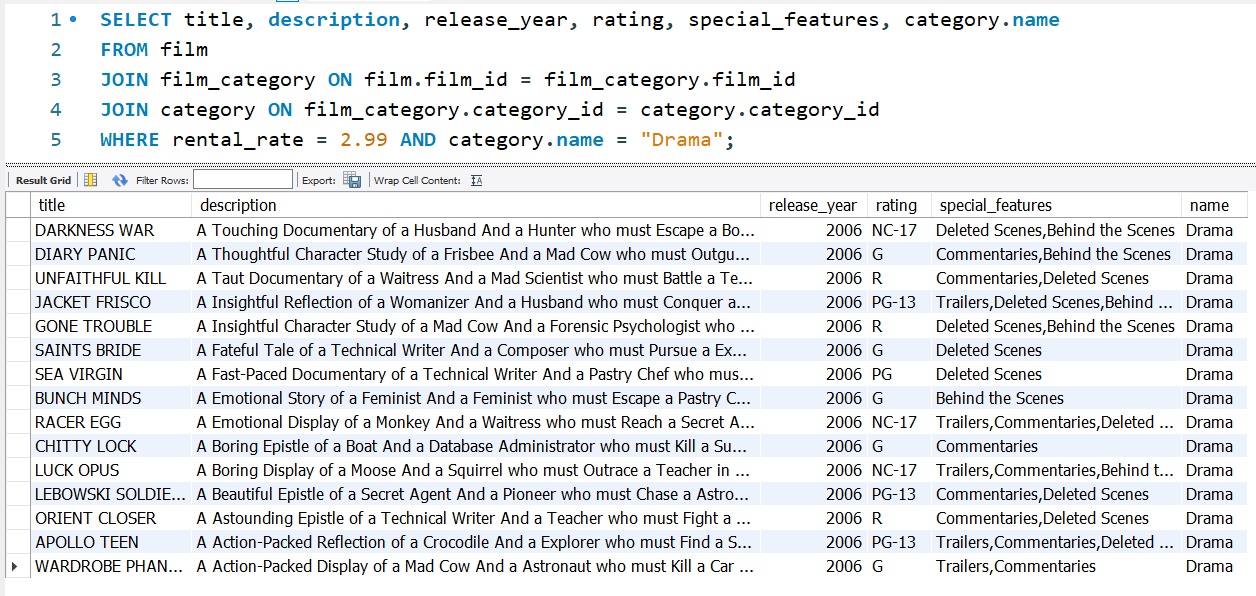 1 SELECT title, description, release_year, rating, special_features, category.name
2 FROM film
3 JOIN film_category ON film.film_id = film_category.film_id
4 JOIN category ON film_category.category_id = category.category_id
5 WHERE rental_rate = 2.99 AND category.name = "Drama";
Result Grid Filter Rows: Export: Wrap Cell Content: IA
title description release_year rating special_features name
DARKNESS WAR A Touching Documentary of a Husband And a Hunter who must Escape a Bo... 2006 NC-17 Deleted Scenes,Behind the Scenes Drama
DIARY PANIC A Thoughtful Character Study of a Frisbee And a Mad Cow who must Outgu... 2006 G Commentaries,Behind the Scenes Drama
UNFAITHFUL KILL A Taut Documentary of a Waitress And a Mad Scientist who must Battle a Te... 2006 R Commentaries,Deleted Scenes Drama
JACKET FRISCO A Insightful Reflection of a Womanizer And a Husband who must Conquer a... 2006 PG-13 Trailers,Deleted Scenes,Behind ... Drama
GONE TROUBLE A Insightful Character Study of a Mad Cow And a Forensic Psychologist who ... 2006 R Deleted Scenes,Behind the Scenes Drama
SAINTS BRIDE A Fateful Tale of a Technical Writer And a Composer who must Pursue a Ex... 2006 G Deleted Scenes Drama
SEA VIRGIN A Fast-Paced Documentary of a Technical Writer And a Pastry Chef who mus... 2006 PG Deleted Scenes Drama
BUNCH MINDS A Emotional Story of a Feminist And a Feminist who must Escape a Pastry C... 2006 G Behind the Scenes Drama
RACER EGG A Emotional Display of a Monkey And a Waitress who must Reach a Secret A... 2006 NC-17 Trailers,Commentaries,Deleted ... Drama
CHITTY LOCK A Boring Epistle of a Boat And a Database Administrator who must Kill a Su... 2006 G Commentaries Drama
LUCK OPUS A Boring Display of a Moose And a Squirrel who must Outrace a Teacher in ... 2006 NC-17 Trailers,Commentaries,Behind t... Drama
LEBOWSKI SOLDIE... A Beautiful Epistle of a Secret Agent And a Pioneer who must Chase a Astro... 2006 PG-13 Commentaries,Deleted Scenes Drama
ORIENT CLOSER A Astounding Epistle of a Technical Writer And a Teacher who must Fight a ... 2006 R Commentaries,Deleted Scenes Drama
APOLLO TEEN A Action-Packed Reflection of a Crocodile And a Explorer who must Find a S... 2006 PG-13 Trailers,Commentaries,Deleted ... Drama
WARDROBE PHAN... A Action-Packed Display of a Mad Cow And a Astronaut who must Kill a Car ... 2006 G Trailers,Commentaries Drama